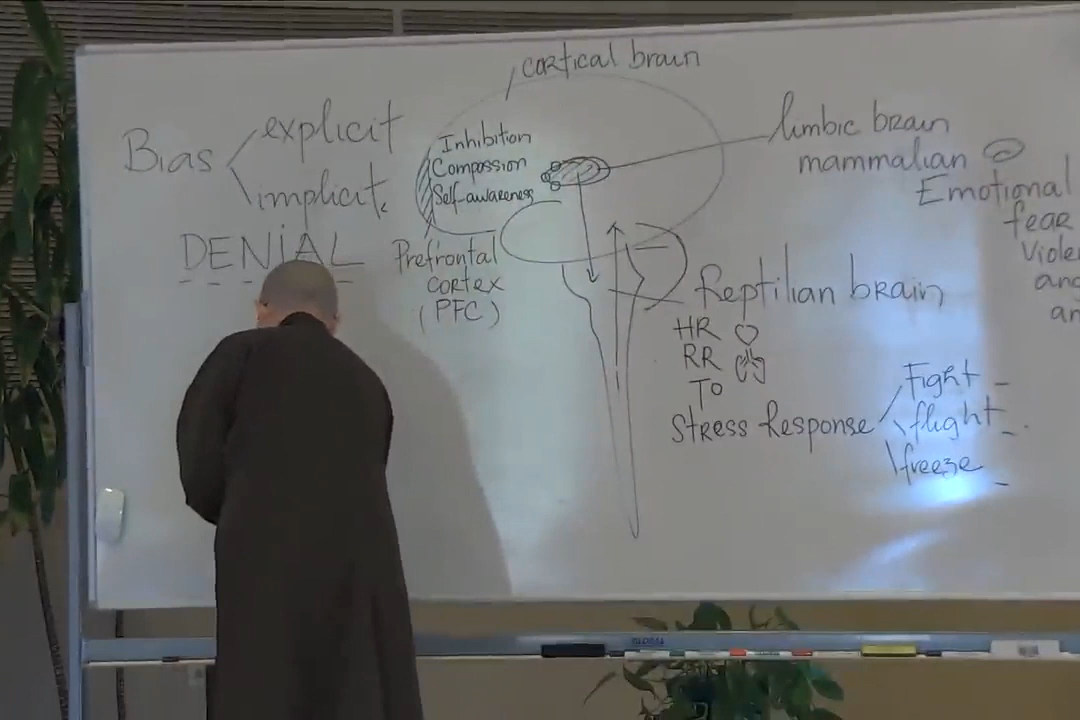 Bias
explicit
implicit
DENIAL
cortical brain
Inhibition
Compossion
Self-awareness
Prefrontal
cortex
(PFC)
limbic brain
mammalian
Emotional
fear
Reptilian brain
HR
RR
To
Stress Response
Fight
flight
freeze